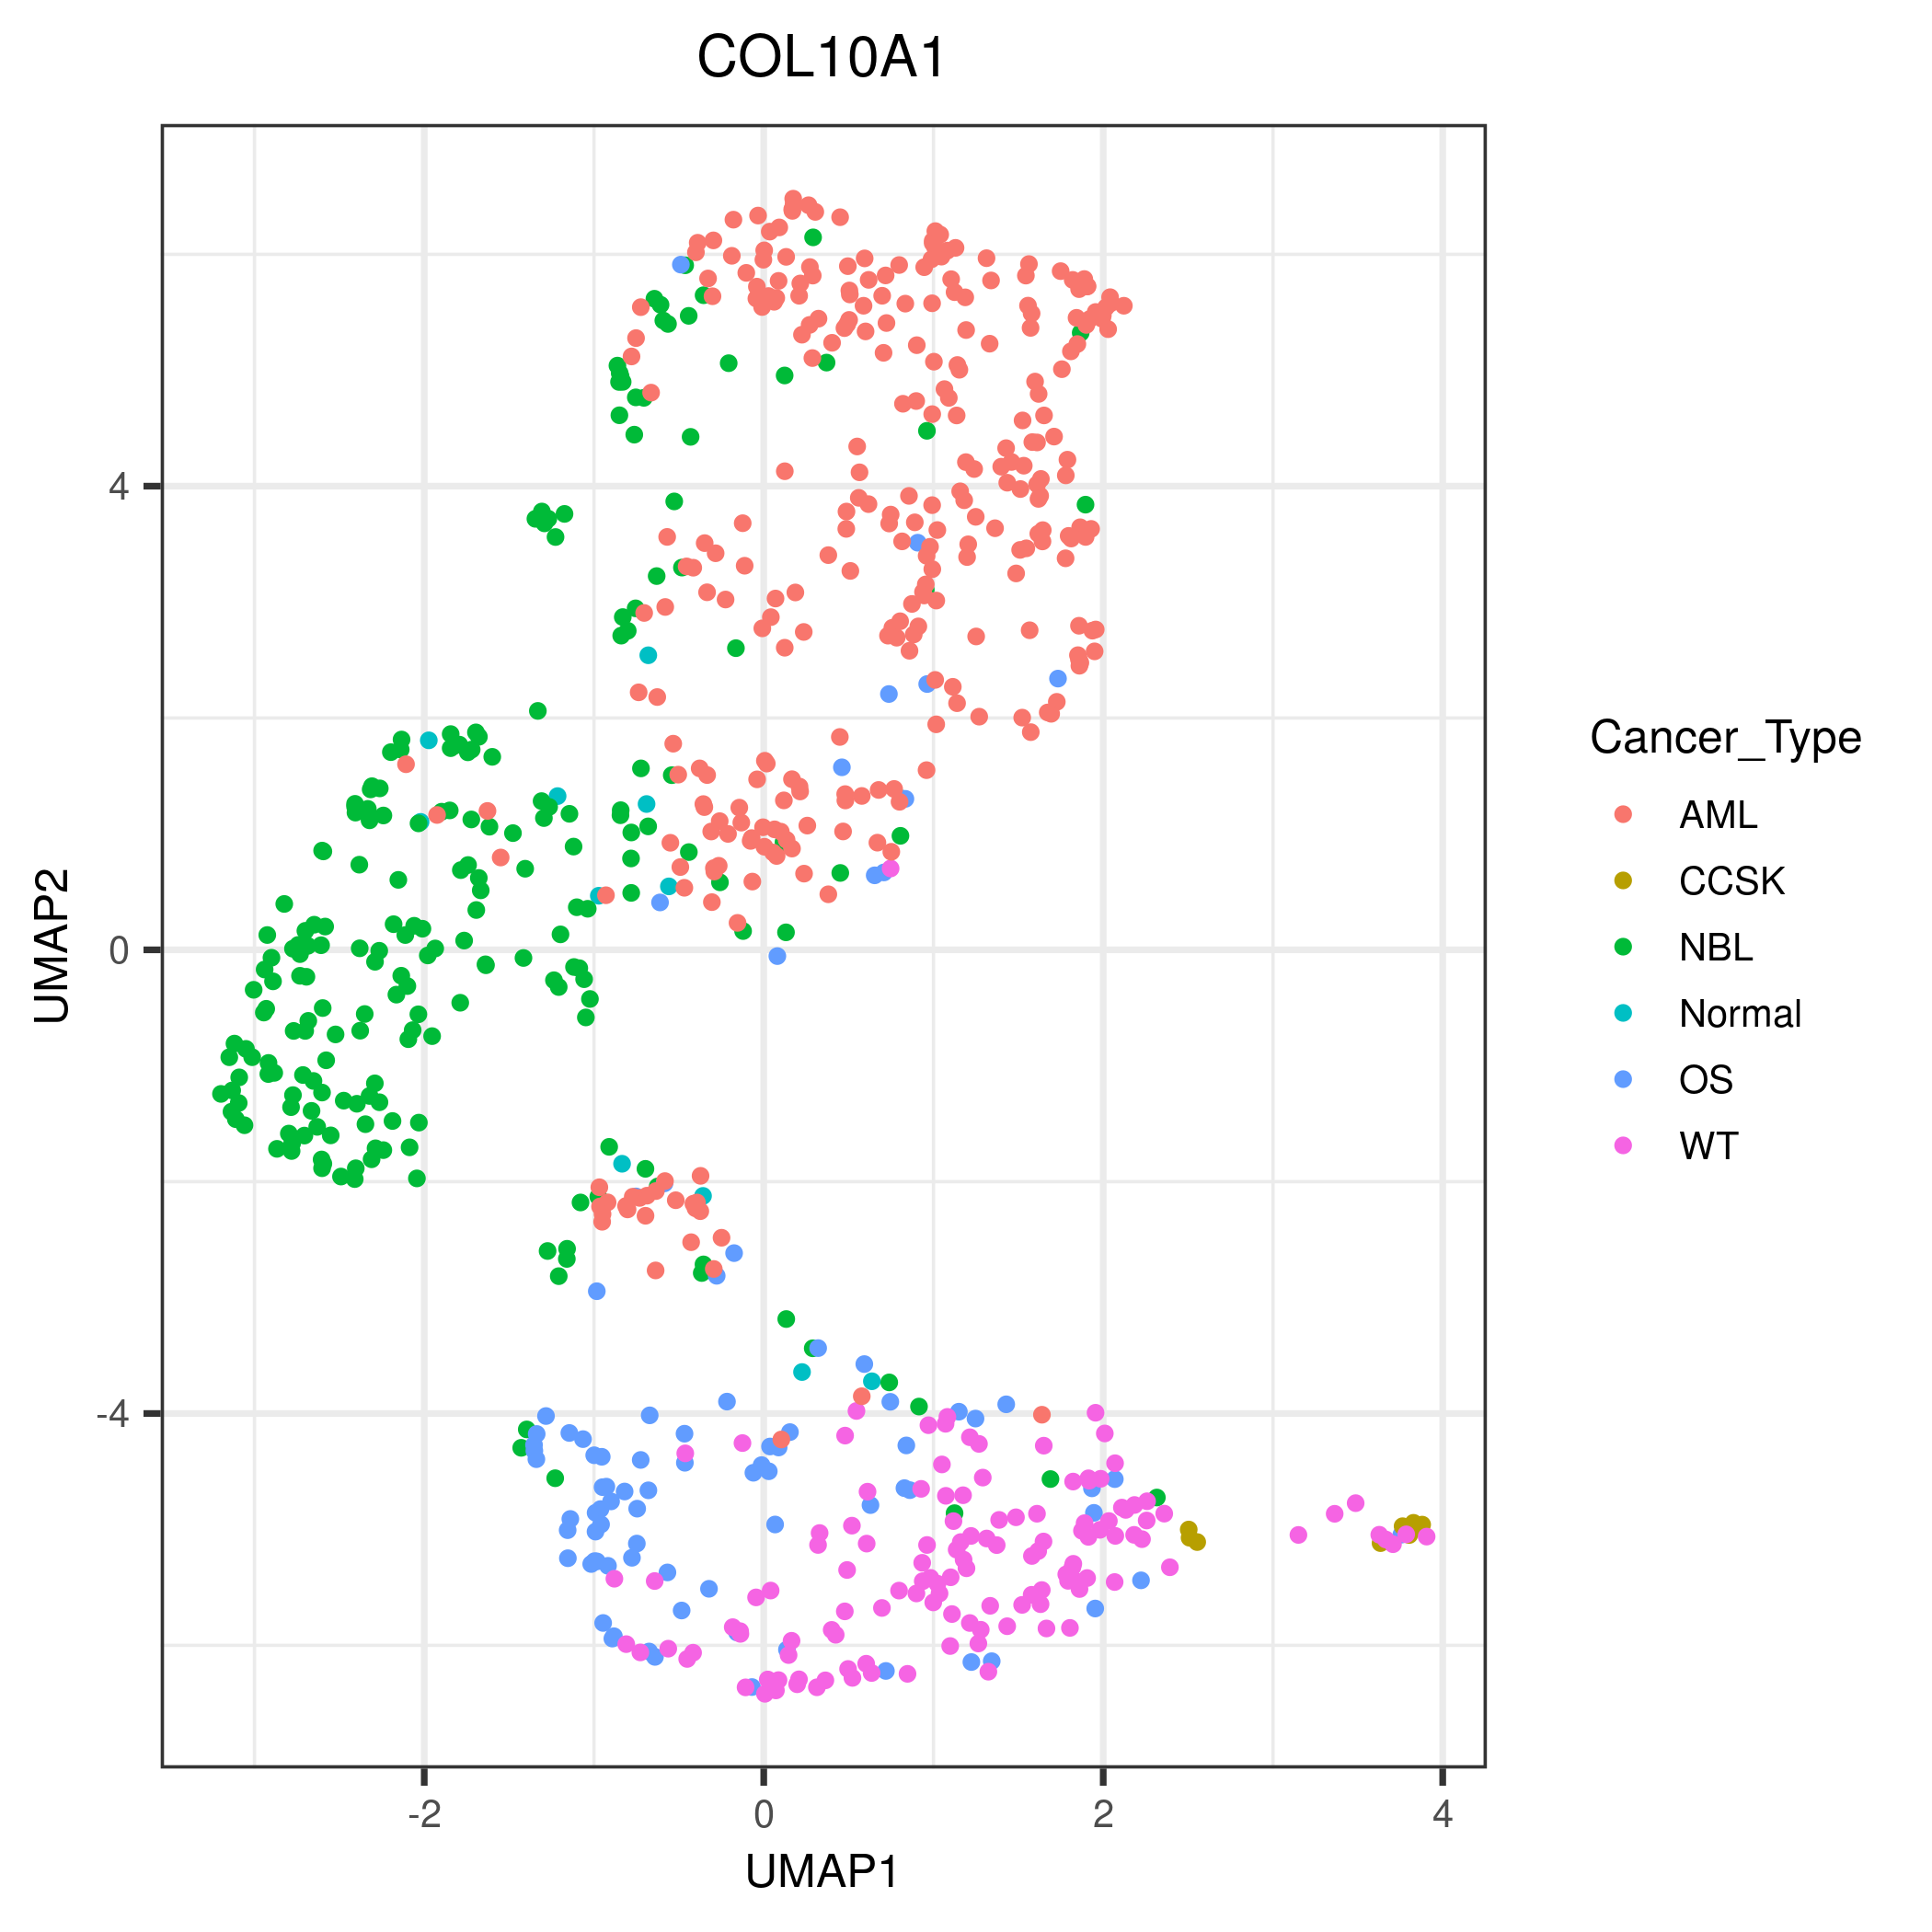 COL10A1
UMAP2
4
0
-4
-2
0
2
4
UMAP1
Cancer_Type
AML
CCSK
NBL
Normal
OS
WT